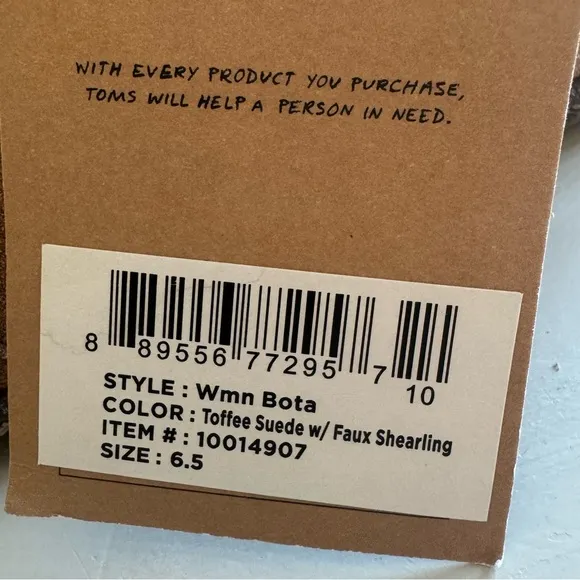 WITH EVERY PRODUCT YOU PURCHASE,
TOMS WILL HELP A PERSON IN NEED.
8 89556 77295 7 10
STYLE : Wmn Bota
COLOR : Toffee Suede w/ Faux Shearling
ITEM # : 10014907
SIZE : 6.5